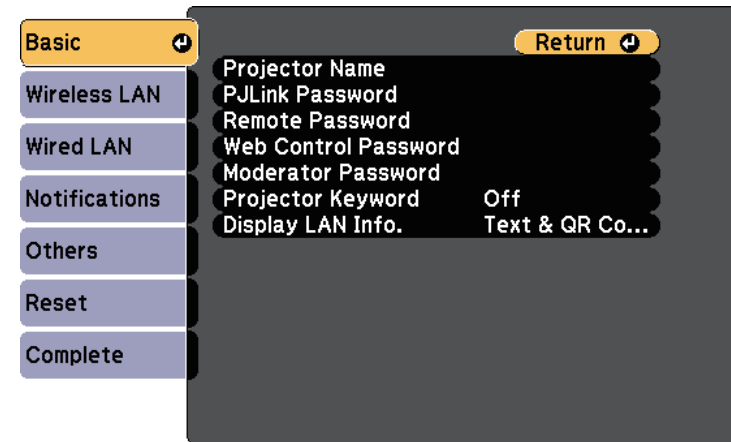 Basic
Wireless LAN
Wired LAN
Notifications
Others
Reset
Complete
Return
Projector Name
PJLink Password
Remote Password
Web Control Password
Moderator Password
Projector Keyword Off
Display LAN Info. Text & QR Co...